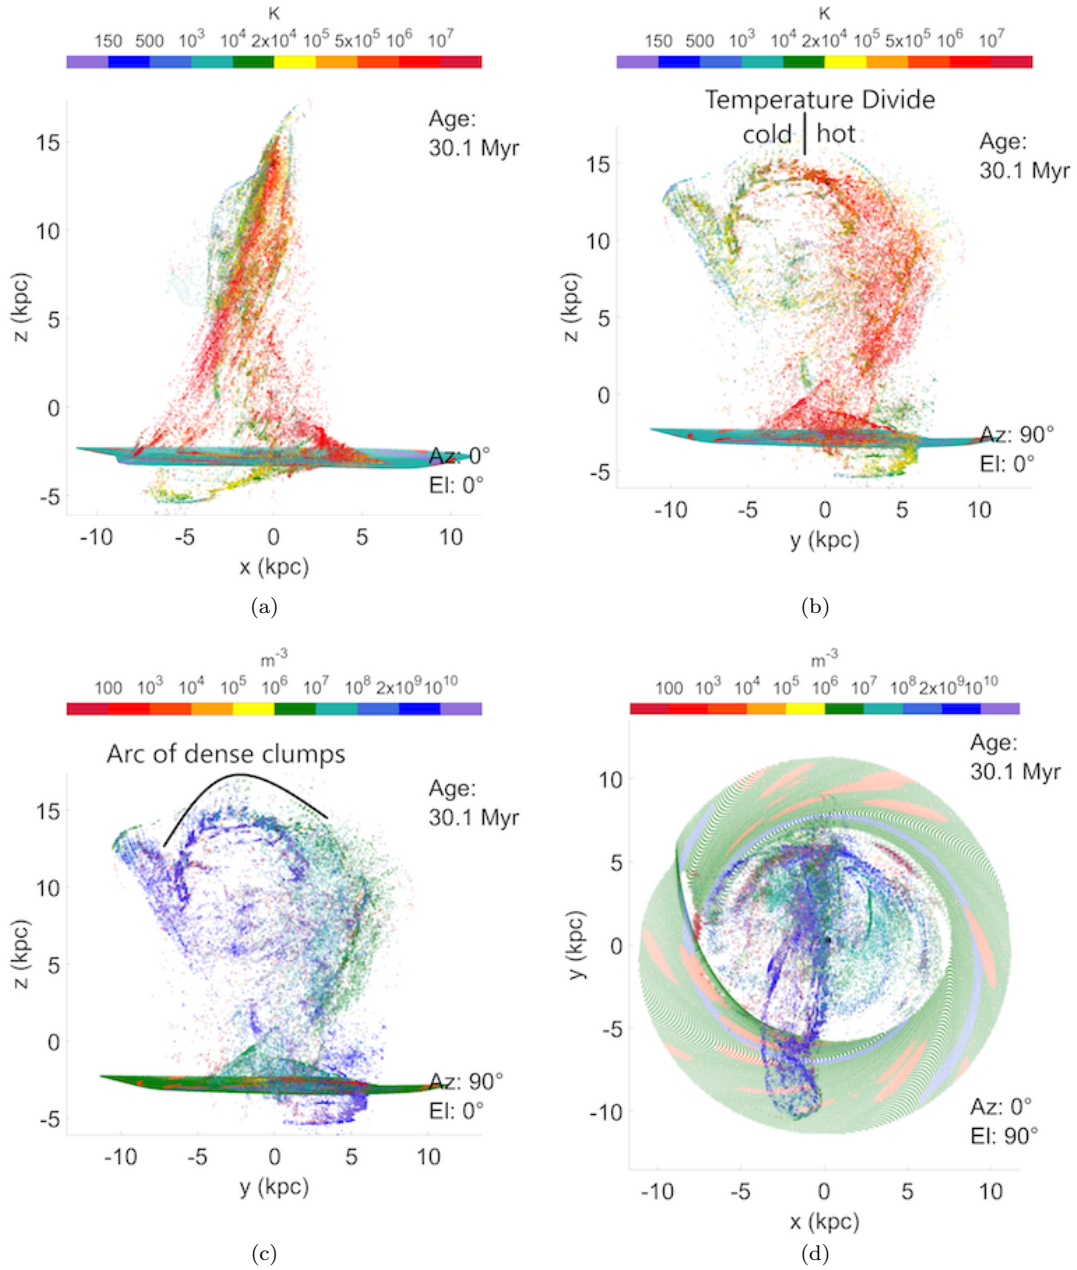 K
150 500 10³ 10⁴ 2x10⁴ 10⁵ 5x10⁵ 10⁶ 10⁷
Age:
30.1 Myr
15
10
5
0
-5
z (kpc)
Az: 0°
El: 0°
-10 -5 0 5 10
x (kpc)
(a)
K
150 500 10³ 10⁴ 2x10⁴ 10⁵ 5x10⁵ 10⁶ 10⁷
Temperature Divide
cold hot
Age:
30.1 Myr
15
10
5
0
-5
z (kpc)
Az: 90°
El: 0°
-10 -5 0 5 10
y (kpc)
(b)
m⁻³
100 10³ 10⁴ 10⁵ 10⁶ 10⁷ 10⁸ 2x10⁹ 10¹⁰
Arc of dense clumps
Age:
30.1 Myr
15
10
5
0
-5
z (kpc)
Az: 90°
El: 0°
-10 -5 0 5 10
y (kpc)
(c)
m⁻³
100 10³ 10⁴ 10⁵ 10⁶ 10⁷ 10⁸ 2x10⁹ 10¹⁰
Age:
30.1 Myr
10
5
0
-5
-10
y (kpc)
Az: 0°
El: 90°
-10 -5 0 5 10
x (kpc)
(d)